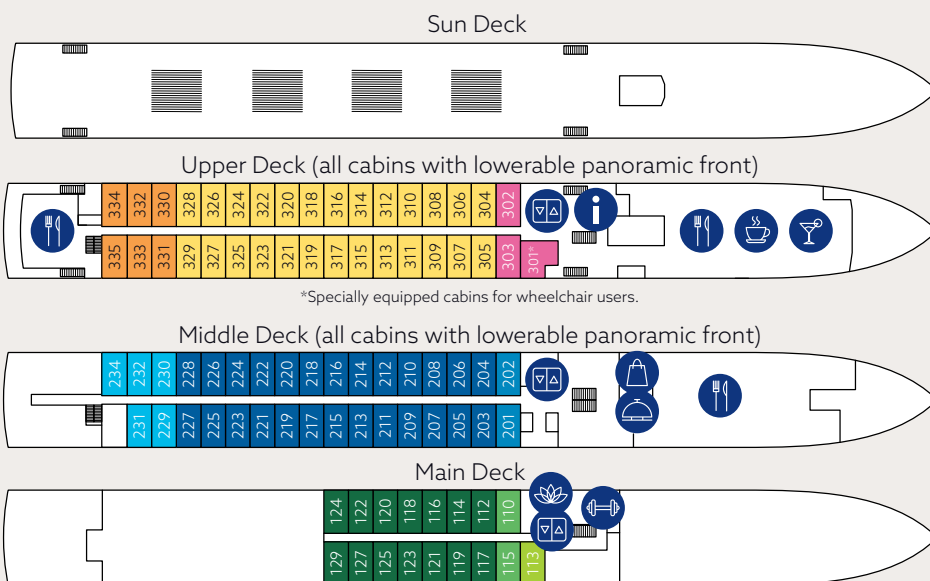 Sun Deck
Upper Deck (all cabins with lowerable panoramic front)
334 332 330 328 326 324 322 320 318 316 314 312 310 308 306 304 302
335 333 331 329 327 325 323 321 319 317 315 313 311 309 307 305 303 301*
*Specially equipped cabins for wheelchair users.
Middle Deck (all cabins with lowerable panoramic front)
234 232 230 228 226 224 222 220 218 216 214 212 210 208 206 204 202
231 229 227 225 223 221 219 217 215 213 211 209 207 205 203 201
Main Deck
124 122 120 118 116 114 112 110
129 127 125 123 121 119 117 115 113